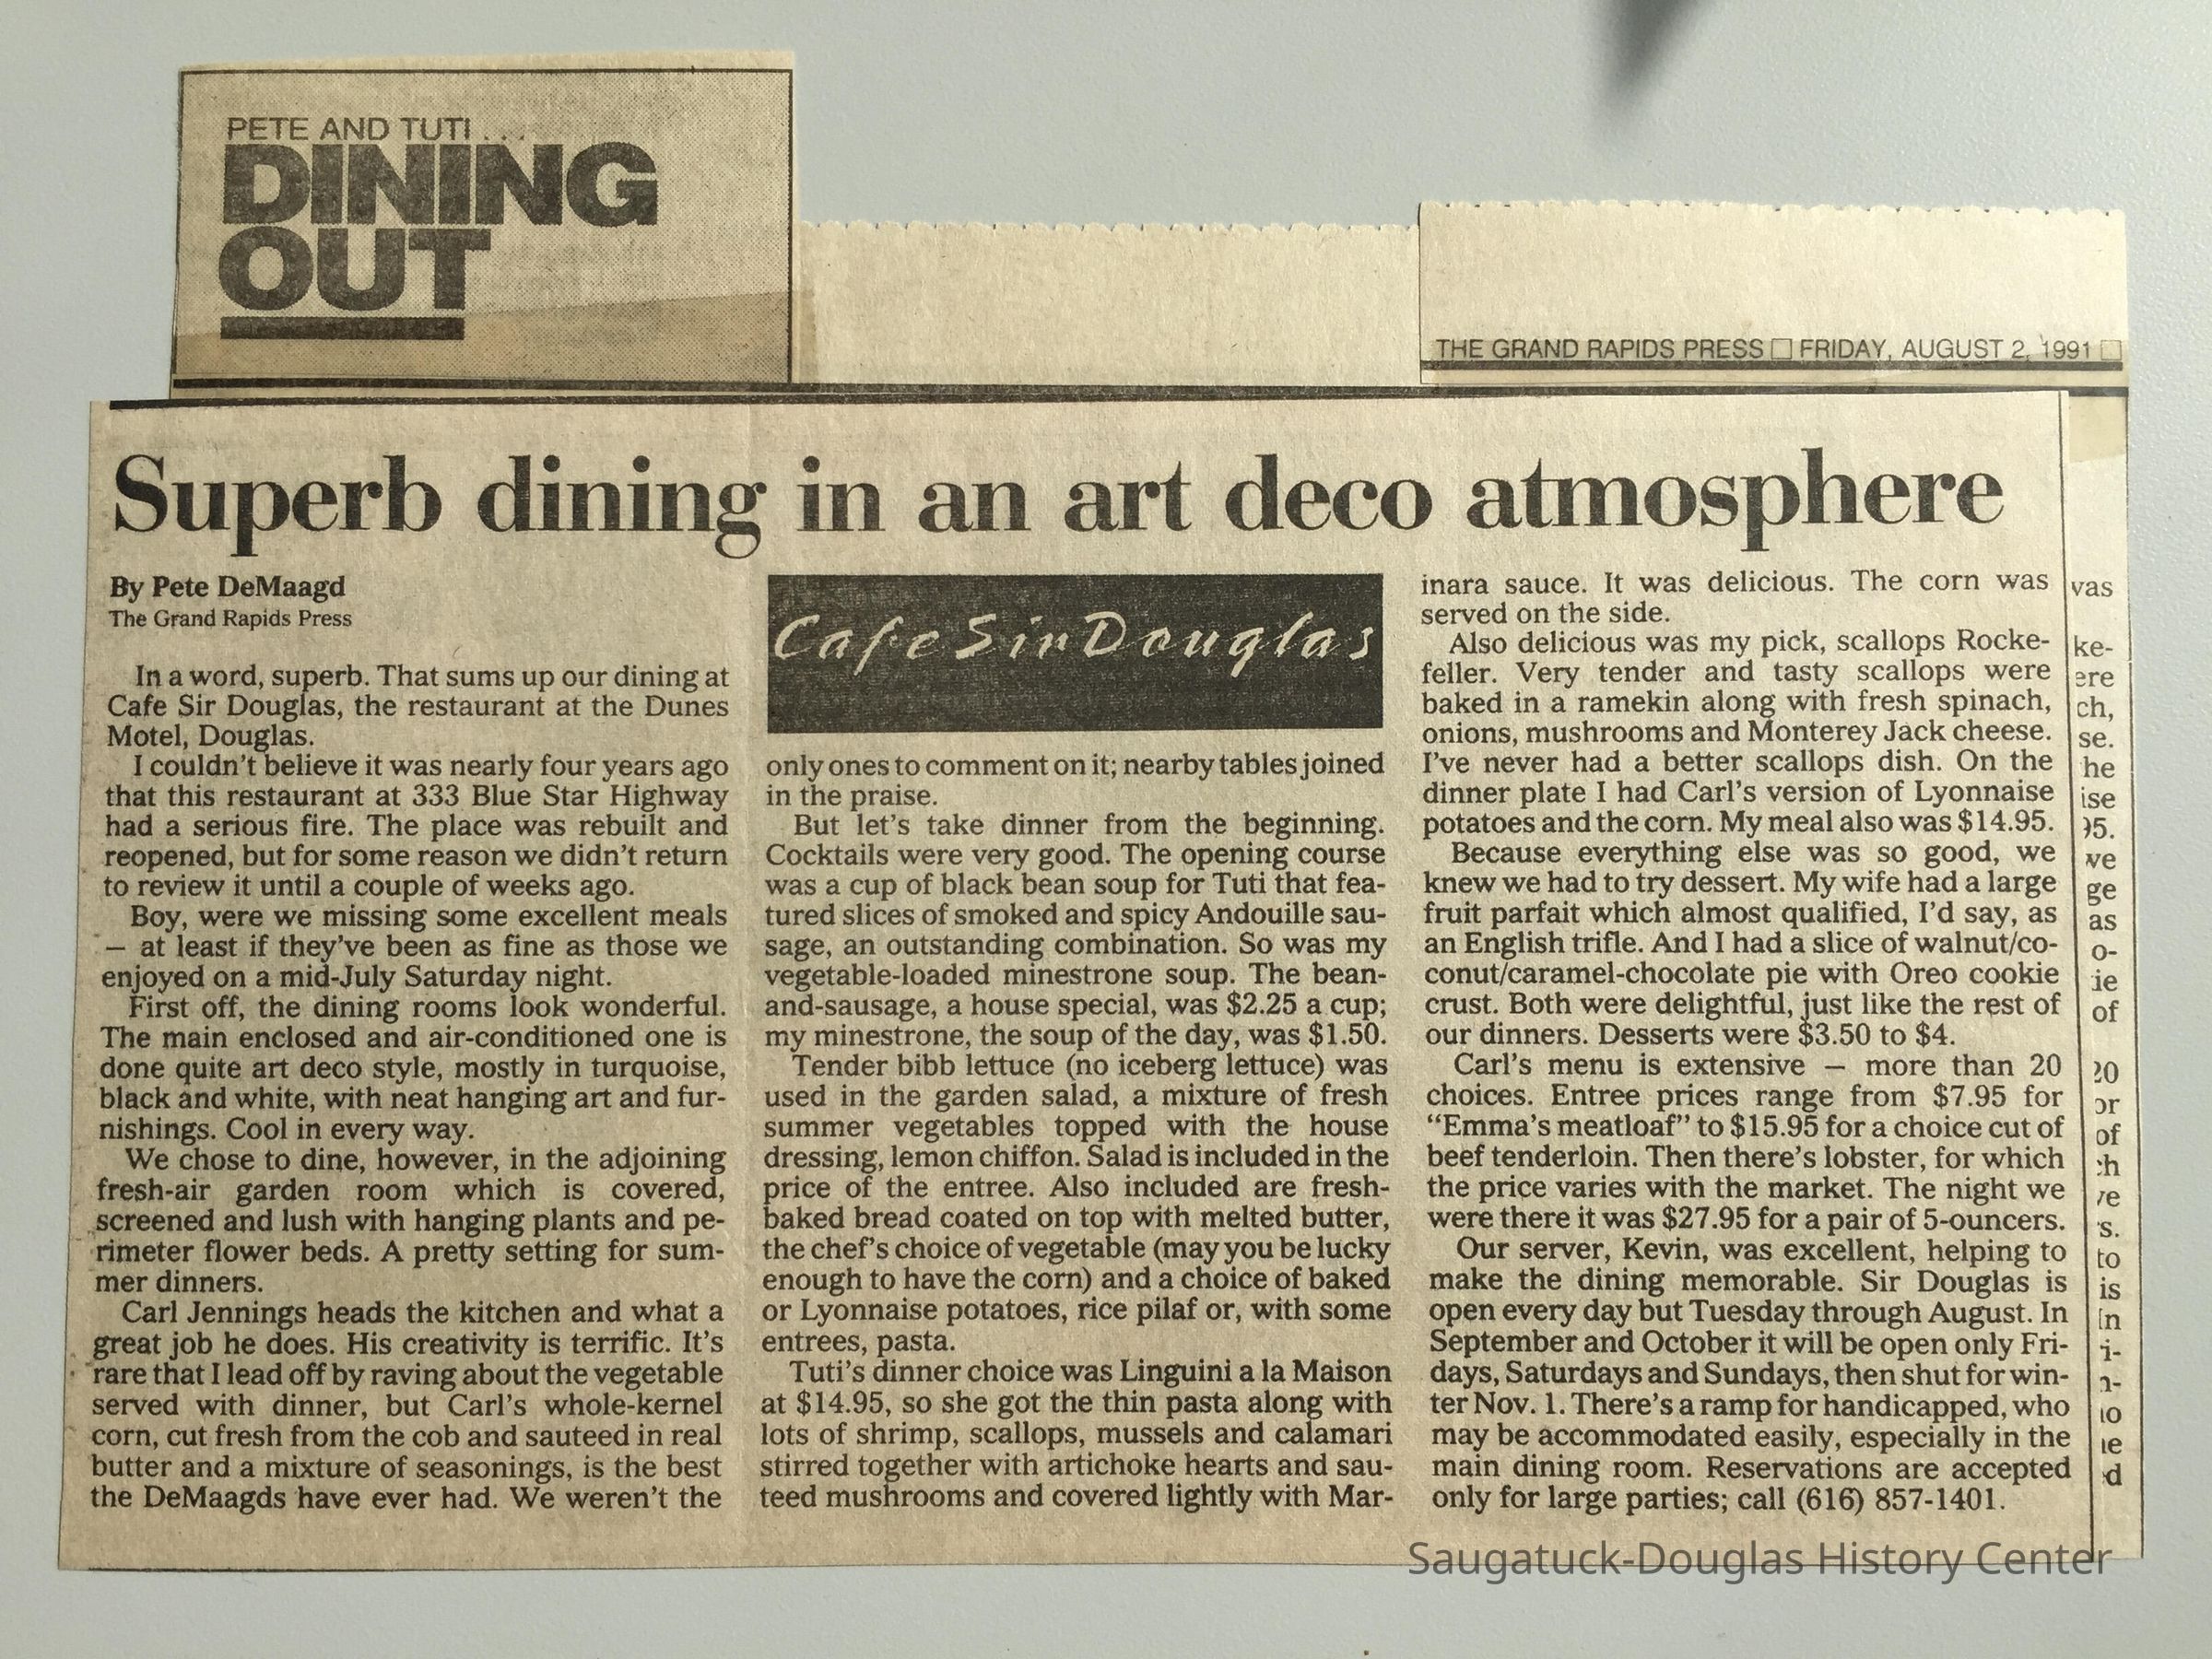 PETE AND TUTI . . .
DINING
OUT
THE GRAND RAPIDS PRESS □ FRIDAY, AUGUST 2, 1991 □
Superb dining in an art deco atmosphere
By Pete DeMaagd
The Grand Rapids Press
In a word, superb. That sums up our dining at
Cafe Sir Douglas, the restaurant at the Dunes
Motel, Douglas.
I couldn't believe it was nearly four years ago
that this restaurant at 333 Blue Star Highway
had a serious fire. The place was rebuilt and
reopened, but for some reason we didn't return
to review it until a couple of weeks ago.
Boy, were we missing some excellent meals
— at least if they've been as fine as those we
enjoyed on a mid-July Saturday night.
First off, the dining rooms look wonderful.
The main enclosed and air-conditioned one is
done quite art deco style, mostly in turquoise,
black and white, with neat hanging art and fur-
nishings. Cool in every way.
We chose to dine, however, in the adjoining
fresh-air garden room which is covered,
screened and lush with hanging plants and pe-
rimeter flower beds. A pretty setting for sum-
mer dinners.
Carl Jennings heads the kitchen and what a
great job he does. His creativity is terrific. It's
rare that I lead off by raving about the vegetable
served with dinner, but Carl's whole-kernel
corn, cut fresh from the cob and sauteed in real
butter and a mixture of seasonings, is the best
the DeMaagds have ever had. We weren't the
Cafe Sir Douglas
only ones to comment on it; nearby tables joined
in the praise.
But let's take dinner from the beginning.
Cocktails were very good. The opening course
was a cup of black bean soup for Tuti that fea-
tured slices of smoked and spicy Andouille sau-
sage, an outstanding combination. So was my
vegetable-loaded minestrone soup. The bean-
and-sausage, a house special, was $2.25 a cup;
my minestrone, the soup of the day, was $1.50.
Tender bibb lettuce (no iceberg lettuce) was
used in the garden salad, a mixture of fresh
summer vegetables topped with the house
dressing, lemon chiffon. Salad is included in the
price of the entree. Also included are fresh-
baked bread coated on top with melted butter,
the chef's choice of vegetable (may you be lucky
enough to have the corn) and a choice of baked
or Lyonnaise potatoes, rice pilaf or, with some
entrees, pasta.
Tuti's dinner choice was Linguini a la Maison
at $14.95, so she got the thin pasta along with
lots of shrimp, scallops, mussels and calamari
stirred together with artichoke hearts and sau-
teed mushrooms and covered lightly with Mar-
inara sauce. It was delicious. The corn was
served on the side.
Also delicious was my pick, scallops Rocke-
feller. Very tender and tasty scallops were
baked in a ramekin along with fresh spinach,
onions, mushrooms and Monterey Jack cheese.
I've never had a better scallops dish. On the
dinner plate I had Carl's version of Lyonnaise
potatoes and the corn. My meal also was $14.95.
Because everything else was so good, we
knew we had to try dessert. My wife had a large
fruit parfait which almost qualified, I'd say, as
an English trifle. And I had a slice of walnut/co-
conut/caramel-chocolate pie with Oreo cookie
crust. Both were delightful, just like the rest of
our dinners. Desserts were $3.50 to $4.
Carl's menu is extensive — more than 20
choices. Entree prices range from $7.95 for
"Emma's meatloaf" to $15.95 for a choice cut of
beef tenderloin. Then there's lobster, for which
the price varies with the market. The night we
were there it was $27.95 for a pair of 5-ouncers.
Our server, Kevin, was excellent, helping to
make the dining memorable. Sir Douglas is
open every day but Tuesday through August. In
September and October it will be open only Fri-
days, Saturdays and Sundays, then shut for win-
ter Nov. 1. There's a ramp for handicapped, who
may be accommodated easily, especially in the
main dining room. Reservations are accepted
only for large parties; call (616) 857-1401.
vas
ke-
ere
ch,
se.
he
ise
95.
ve
ge
as
o-
ie
of
20
or
of
ch
ve
s.
to
is
In
i-
n-
10
ie
d
Saugatuck-Douglas History Center